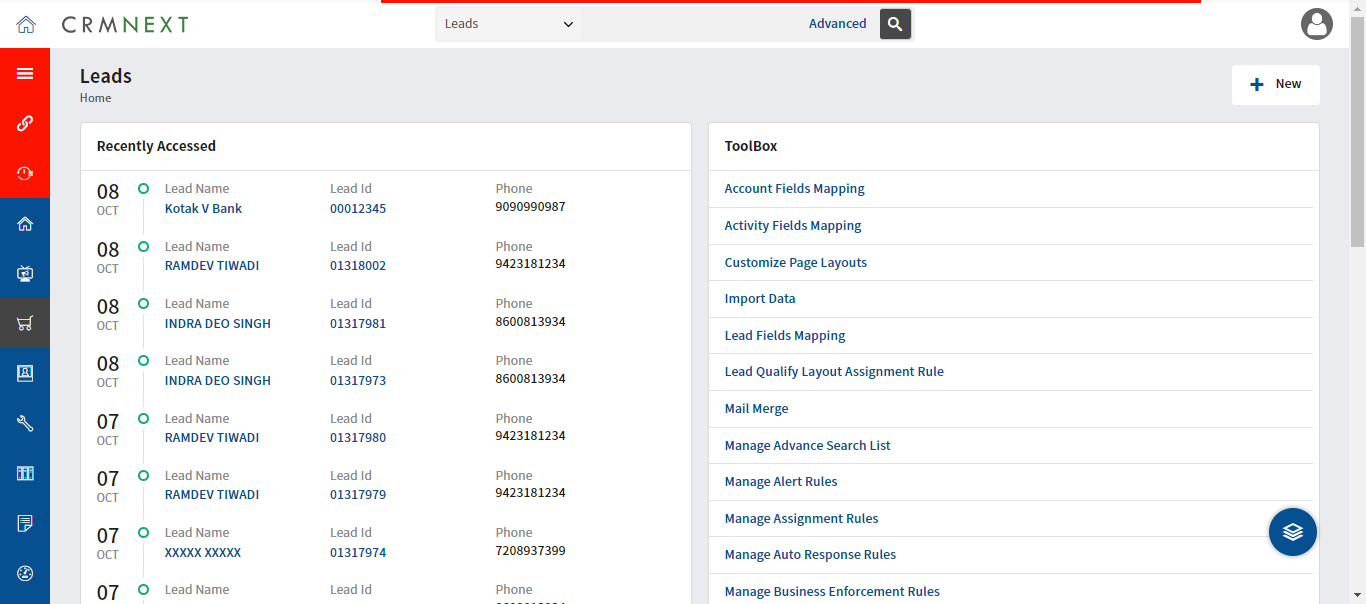 CRMNEXT
Leads
Advanced
Leads
Home
New
Recently Accessed
08 OCT
Lead Name Lead Id Phone
Kotak V Bank 00012345 9090990987
08 OCT
Lead Name Lead Id Phone
RAMDEV TIWADI 01318002 9423181234
08 OCT
Lead Name Lead Id Phone
INDRA DEO SINGH 01317981 8600813934
08 OCT
Lead Name Lead Id Phone
INDRA DEO SINGH 01317973 8600813934
07 OCT
Lead Name Lead Id Phone
RAMDEV TIWADI 01317980 9423181234
07 OCT
Lead Name Lead Id Phone
RAMDEV TIWADI 01317979 9423181234
07 OCT
Lead Name Lead Id Phone
XXXXX XXXXX 01317974 7208937399
07
Lead Name Lead Id Phone
ToolBox
Account Fields Mapping
Activity Fields Mapping
Customize Page Layouts
Import Data
Lead Fields Mapping
Lead Qualify Layout Assignment Rule
Mail Merge
Manage Advance Search List
Manage Alert Rules
Manage Assignment Rules
Manage Auto Response Rules
Manage Business Enforcement Rules